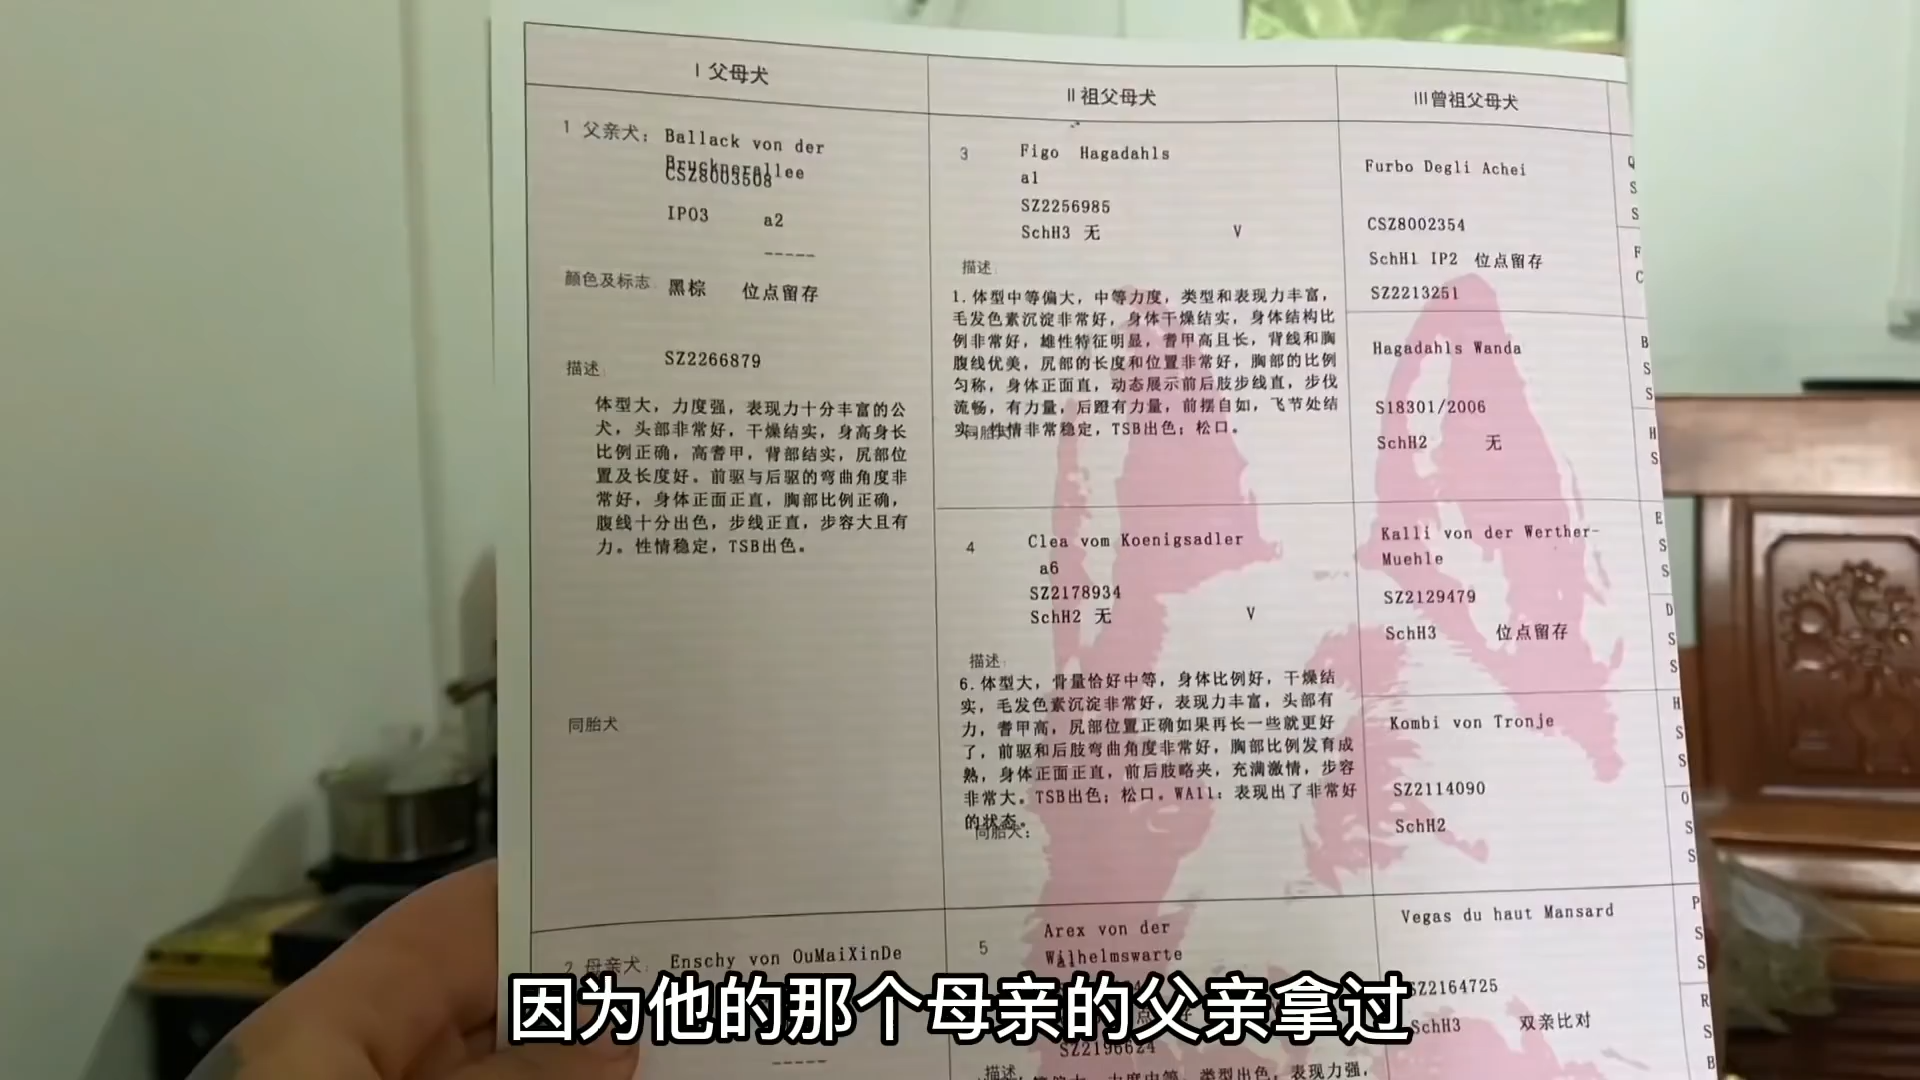 I 父母犬
II 祖父母犬
III 曾祖父母犬
1 父亲犬: Ballack von der
Brucknerallee
CSZ8003508
IPO3 a2
-----
颜色及标志 黑棕 位点留存
SZ2266879
描述:
体型大，力度强，表现力十分丰富的公
犬，头部非常好，干燥结实，身高身长
比例正确，高耆甲，背部结实，尻部位
置及长度好。前驱与后驱的弯曲角度非
常好，身体正面正直，胸部比例正确，
腹线十分出色，步线正直，步容大且有
力。性情稳定，TSB出色。
同胎犬
2 母亲犬: Enschy von OuMaiXinDe
-----
3 Figo Hagadahls
a1
SZ2256985
SchH3 无 V
描述:
1.体型中等偏大，中等力度，类型和表现力丰富，
毛发色素沉淀非常好，身体干燥结实，身体结构比
例非常好，雄性特征明显，耆甲高且长，背线和胸
腹线优美，尻部的长度和位置非常好，胸部的比例
匀称，身体正面直，动态展示前后肢步线直，步伐
流畅，有力量，后蹬有力量，前摆自如，飞节处结
实，性情非常稳定，TSB出色；松口。
4 Clea vom Koenigsadler
a6
SZ2178934
SchH2 无 V
描述:
6.体型大，骨量恰好中等，身体比例好，干燥结
实，毛发色素沉淀非常好，表现力丰富，头部有
力，耆甲高，尻部位置正确如果再长一些就更好
了，前驱和后肢弯曲角度非常好，胸部比例发育成
熟，身体正面正直，前后肢略夹，充满激情，步容
非常大。TSB出色；松口。WA11：表现出了非常好
的状态。
同胎犬:
5 Arex von der
Wilhelmswarte
SZ2196624
描述:
Furbo Degli Achei
CSZ8002354
SchH1 IP2 位点留存
SZ2213251
Hagadahls Wanda
S18301/2006
SchH2 无
Kalli von der Werther-
Muehle
SZ2129479
SchH3 位点留存
Kombi von Tronje
SZ2114090
SchH2
Vegas du haut Mansard
SZ2164725
SchH3 双亲比对
因为他的那个母亲的父亲拿过